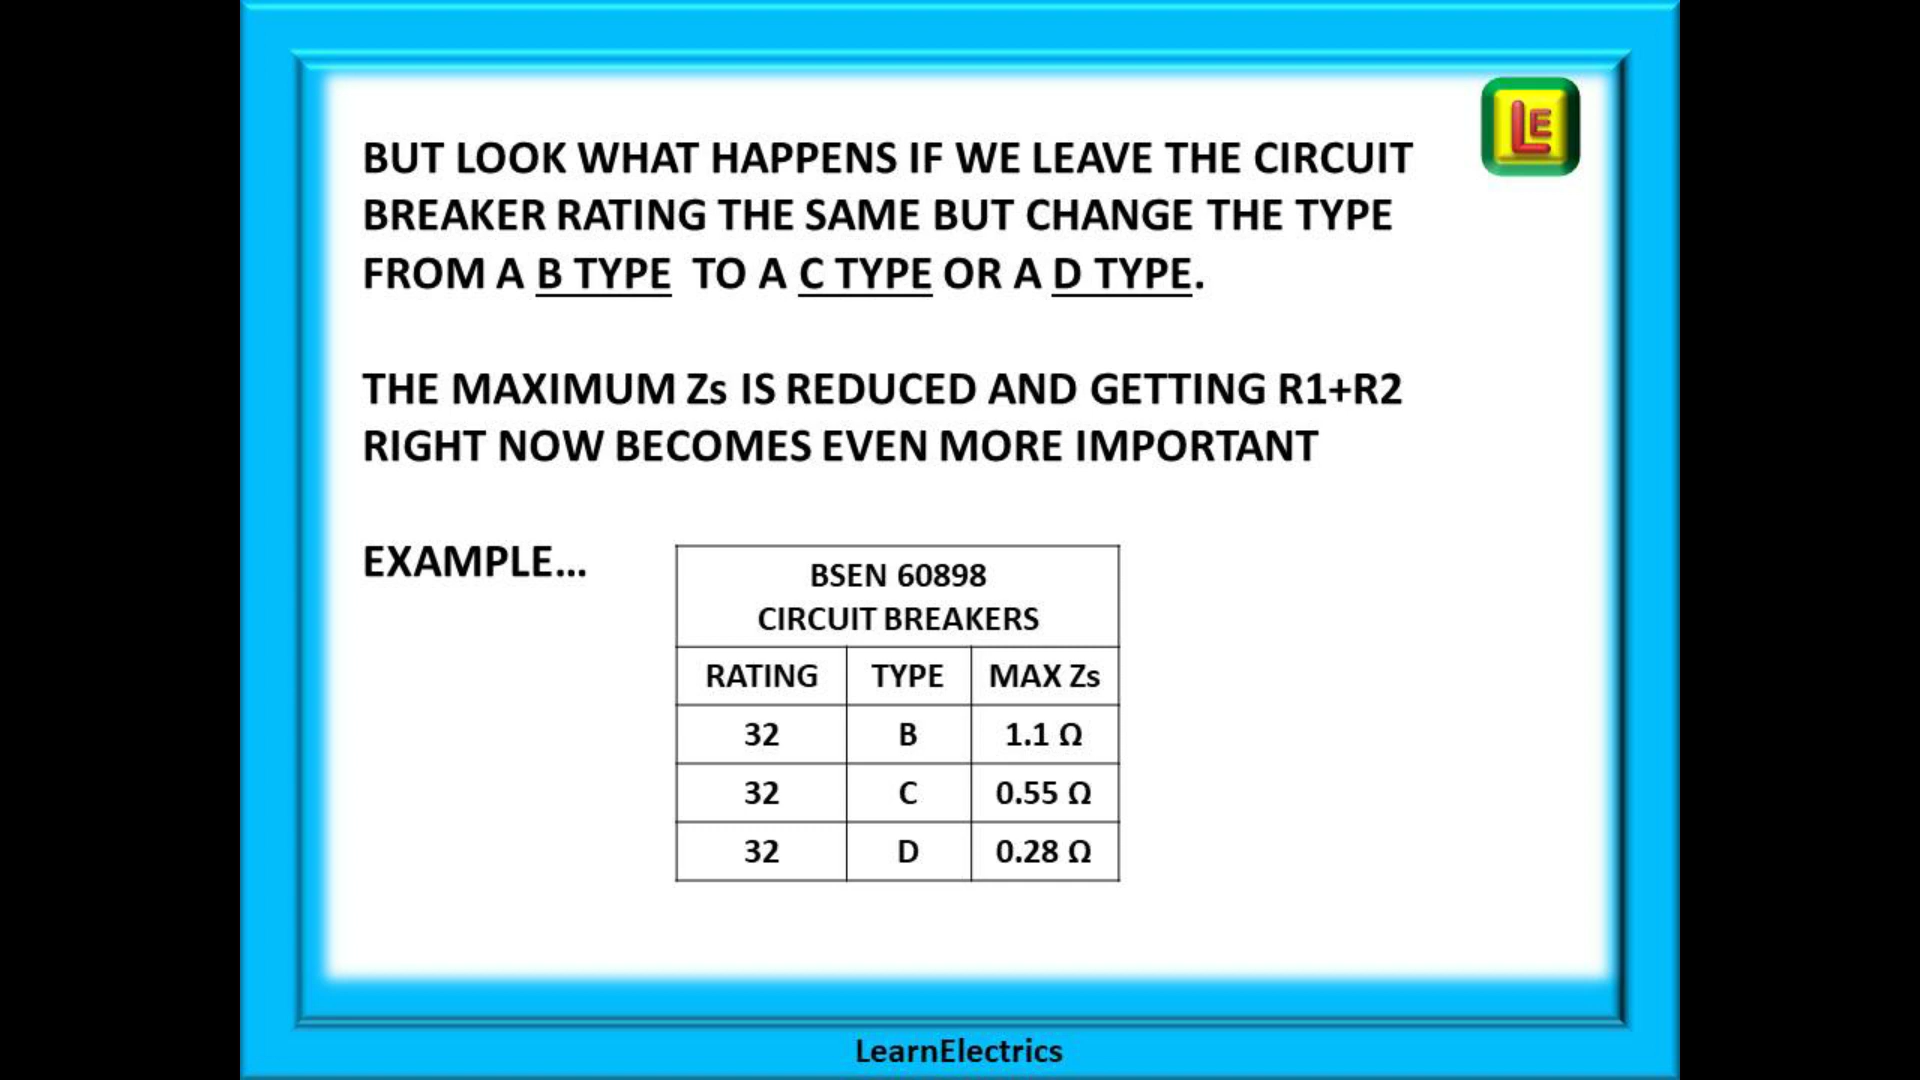 LE
BUT LOOK WHAT HAPPENS IF WE LEAVE THE CIRCUIT
BREAKER RATING THE SAME BUT CHANGE THE TYPE
FROM A B TYPE TO A C TYPE OR A D TYPE.
THE MAXIMUM Zs IS REDUCED AND GETTING R1+R2
RIGHT NOW BECOMES EVEN MORE IMPORTANT
EXAMPLE...
BSEN 60898
CIRCUIT BREAKERS
RATING TYPE MAX Zs
32 B 1.1 Ω
32 C 0.55 Ω
32 D 0.28 Ω
LearnElectrics